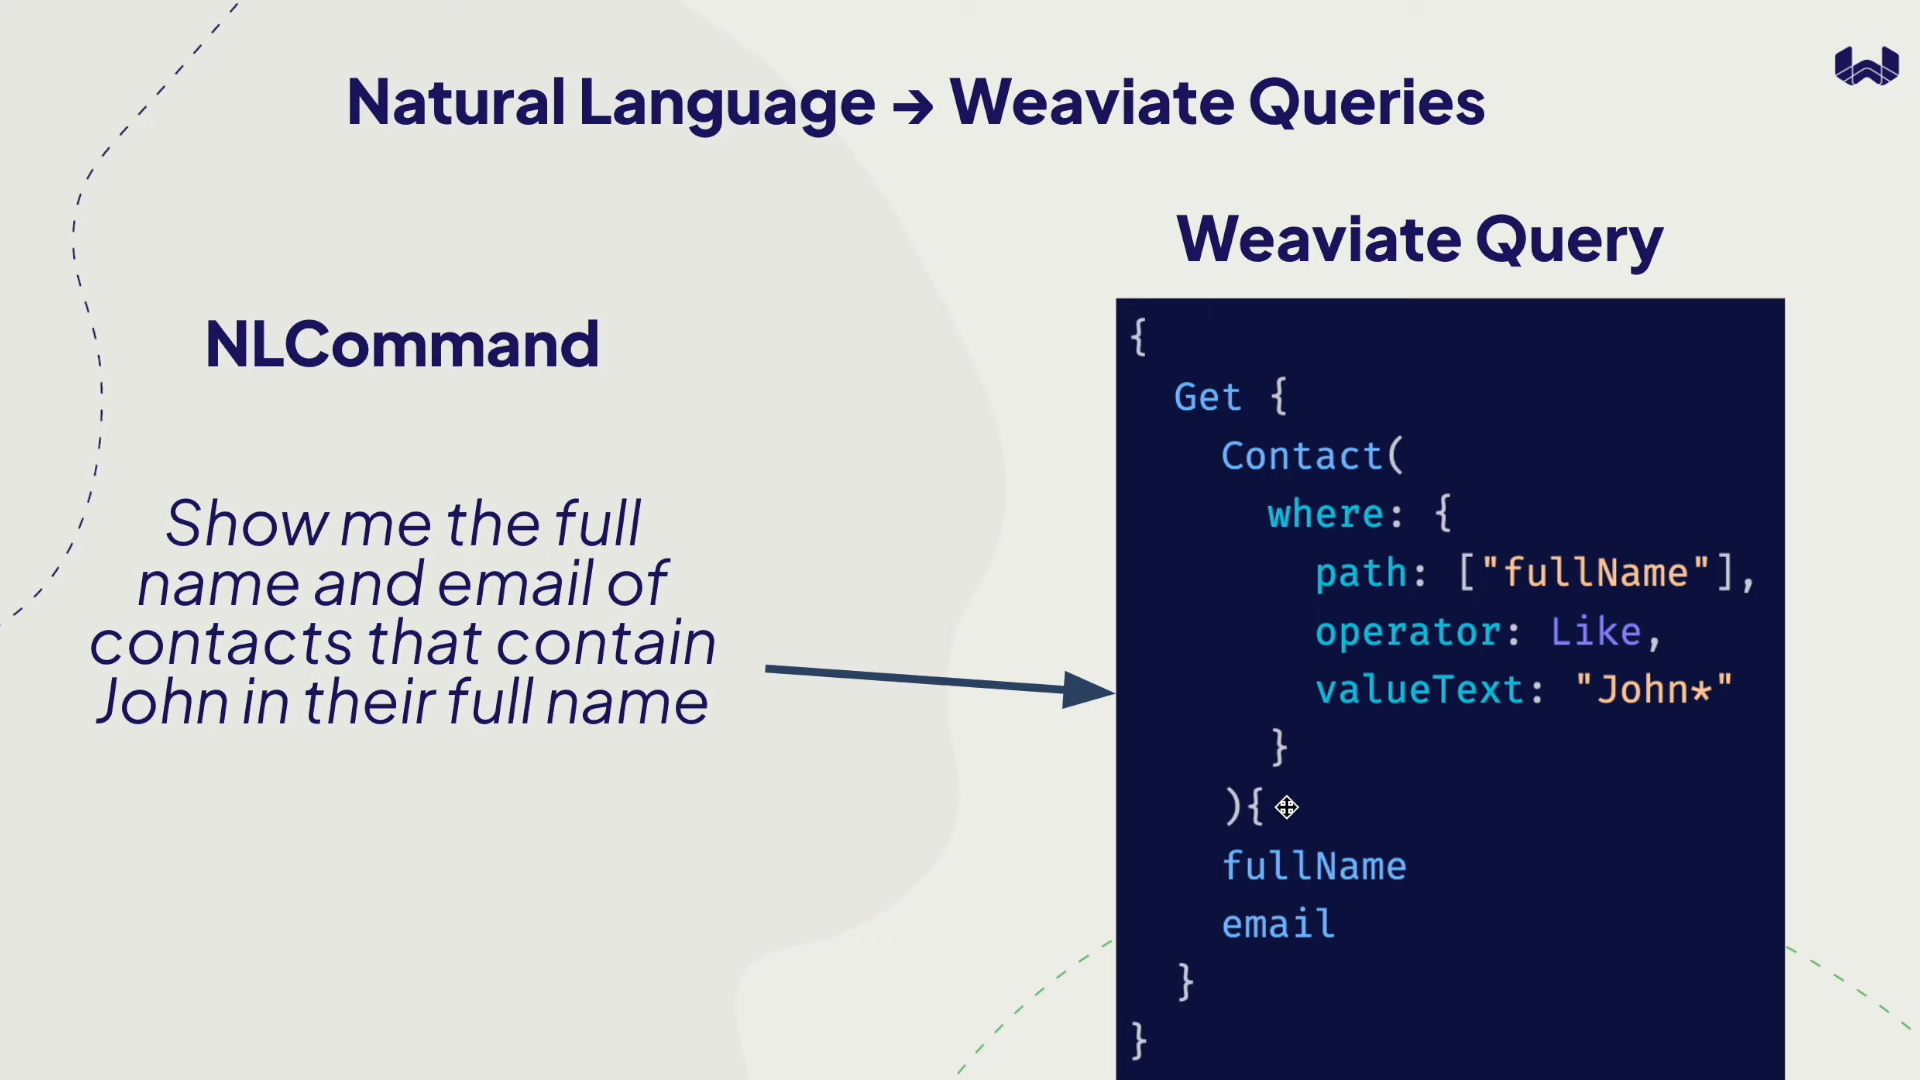 Natural Language → Weaviate Queries
NLCommand
Show me the full
name and email of
contacts that contain
John in their full name
Weaviate Query
{
Get {
Contact(
where: {
path: ["fullName"],
operator: Like,
valueText: "John*"
}
){
fullName
email
}
}